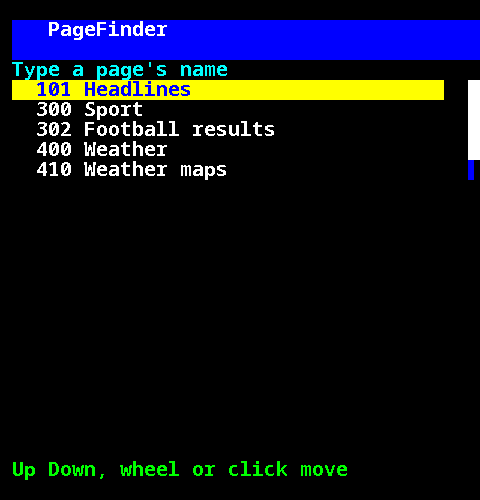 PageFinder
Type a page's name
101 Headlines
300 Sport
302 Football results
400 Weather
410 Weather maps
Up Down, wheel or click move